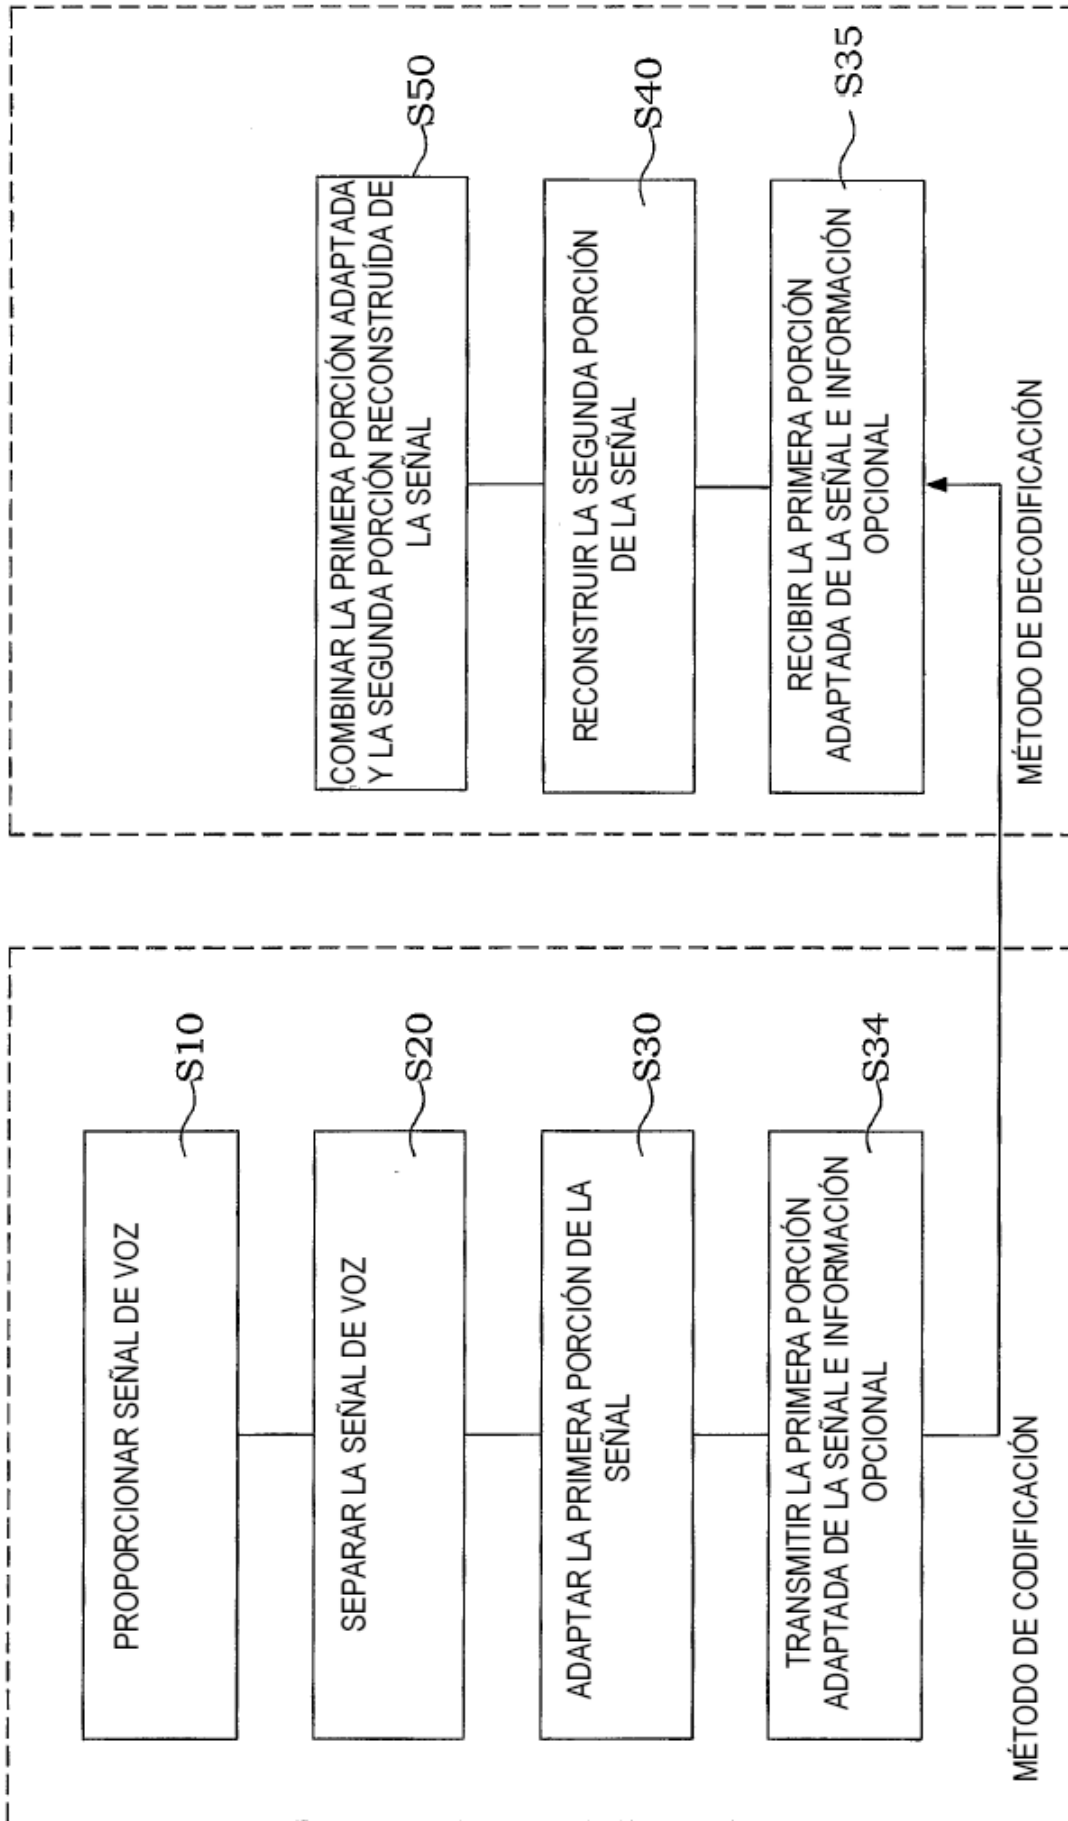 PROPORCIONAR SEÑAL DE VOZ
S10
SEPARAR LA SEÑAL DE VOZ
S20
ADAPTAR LA PRIMERA PORCIÓN DE LA
SEÑAL
S30
TRANSMITIR LA PRIMERA PORCIÓN
ADAPTADA DE LA SEÑAL E INFORMACIÓN
OPCIONAL
S34
MÉTODO DE CODIFICACIÓN
COMBINAR LA PRIMERA PORCIÓN ADAPTADA
Y LA SEGUNDA PORCIÓN RECONSTRUÍDA DE
LA SEÑAL
S50
RECONSTRUIR LA SEGUNDA PORCIÓN
DE LA SEÑAL
S40
RECIBIR LA PRIMERA PORCIÓN
ADAPTADA DE LA SEÑAL E INFORMACIÓN
OPCIONAL
S35
MÉTODO DE DECODIFICACIÓN